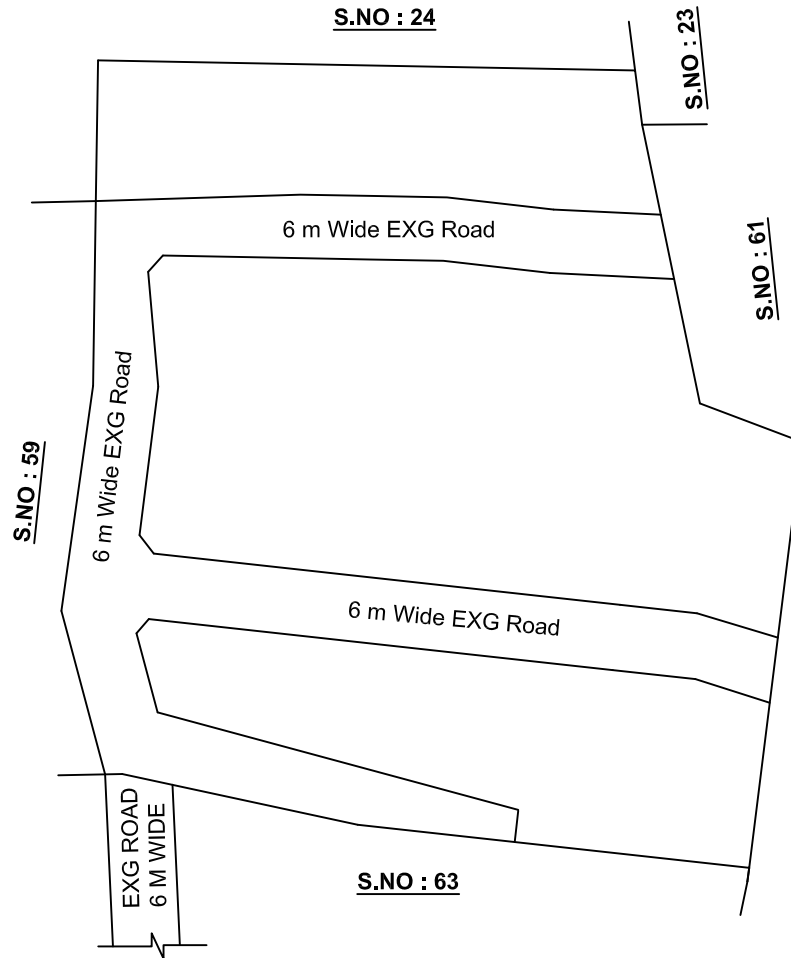 S.NO : 24
S.NO : 23
6 m Wide EXG Road
S.NO : 61
6 m Wide EXG Road
S.NO : 59
6 m Wide EXG Road
EXG ROAD
6 M WIDE
S.NO : 63